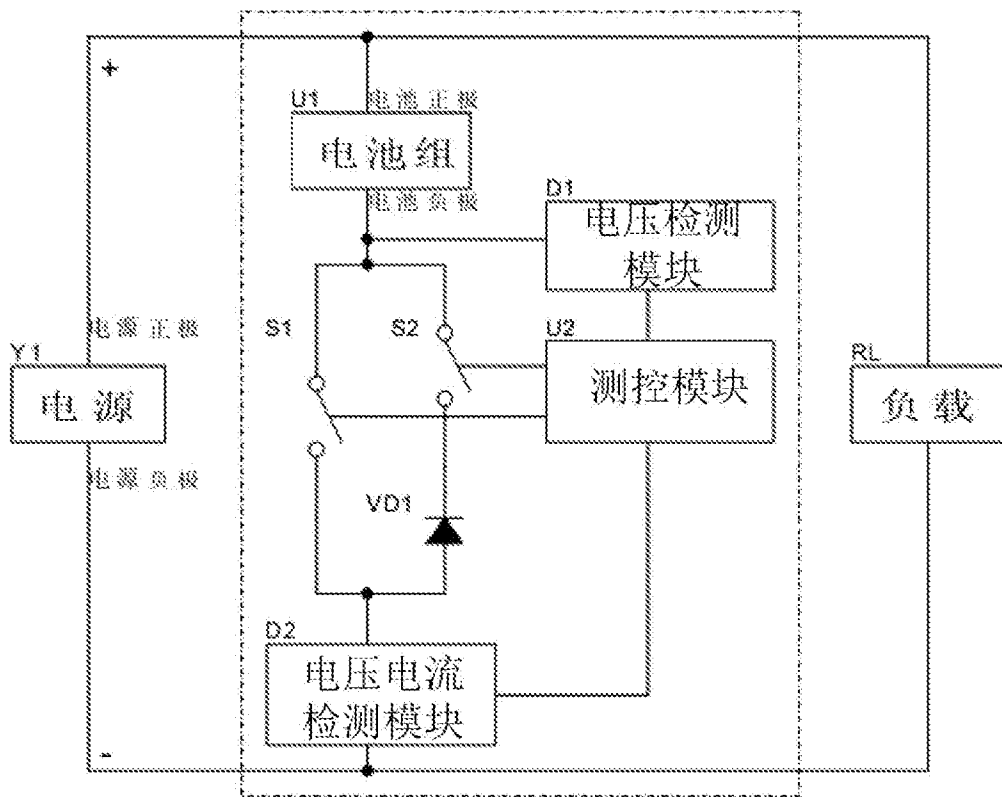 +
U1
电池正极
电池组
电池负极
D1
电压检测
模块
S1
S2
U2
测控模块
电源正极
Y1
电源
电源负极
RL
负载
VD1
D2
电压电流
检测模块
-